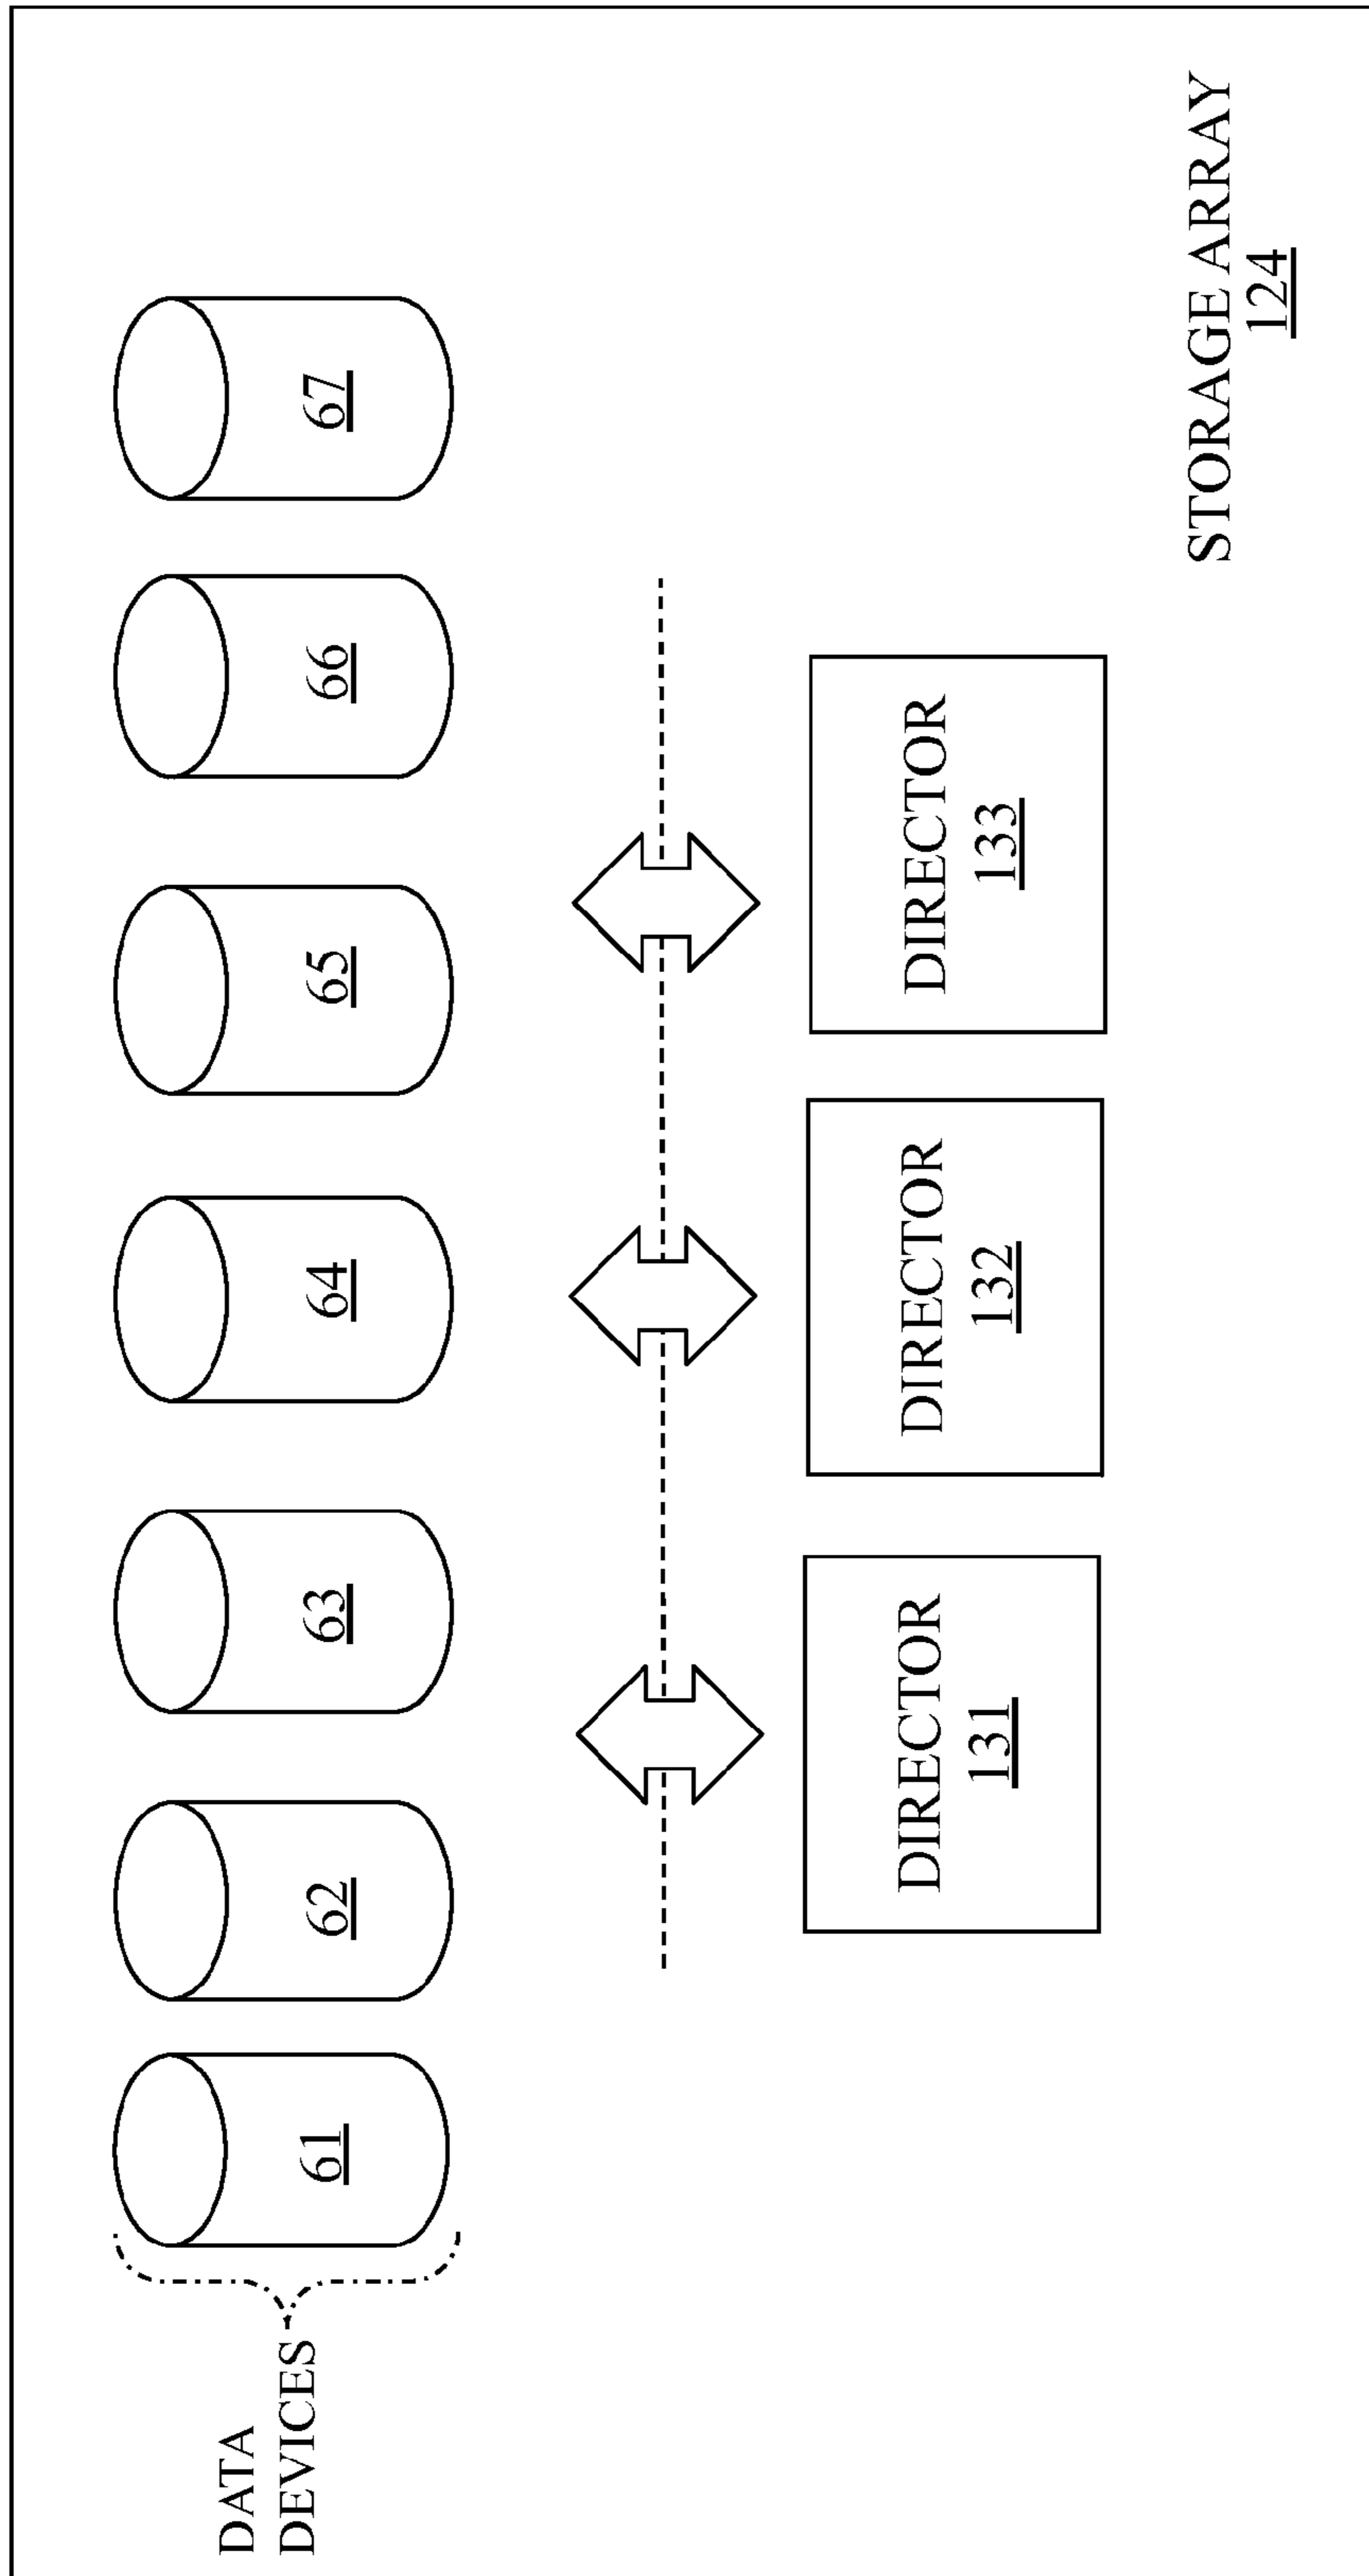 DATA
DEVICES
61
62
63
64
65
66
67
DIRECTOR
131
DIRECTOR
132
DIRECTOR
133
STORAGE ARRAY
124